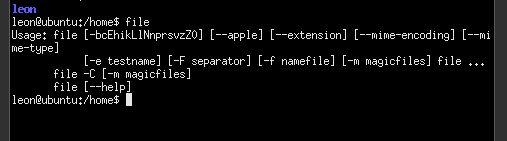 leon
leon@ubuntu:/home$ file
Usage: file [-bcEhikLlNnprsvzZ0] [--apple] [--extension] [--mime-encoding] [--mi
me-type]
[-e testname] [-F separator] [-f namefile] [-m magicfiles] file ...
file -C [-m magicfiles]
file [--help]
leon@ubuntu:/home$